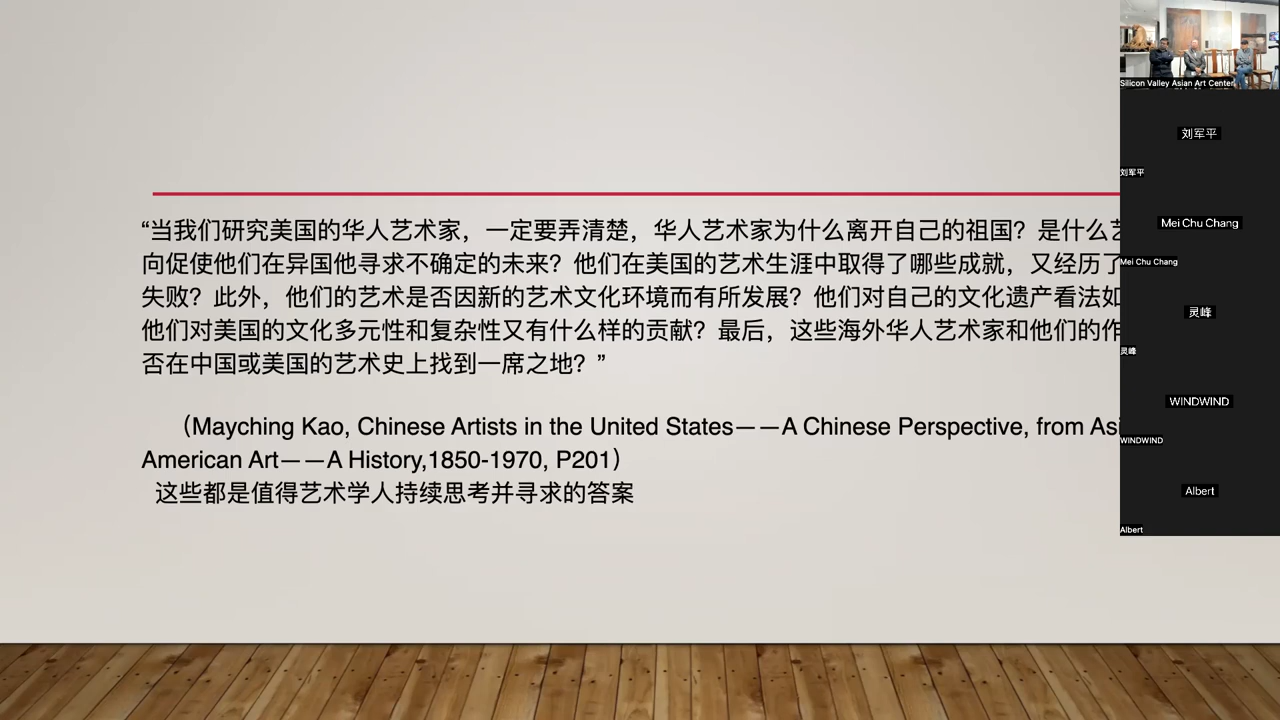 “当我们研究美国的华人艺术家，一定要弄清楚，华人艺术家为什么离开自己的祖国？是什么艺
向促使他们在异国他寻求不确定的未来？他们在美国的艺术生涯中取得了哪些成就，又经历了
失败？此外，他们的艺术是否因新的艺术文化环境而有所发展？他们对自己的文化遗产看法如
他们对美国的文化多元性和复杂性又有什么样的贡献？最后，这些海外华人艺术家和他们的作
否在中国或美国的艺术史上找到一席之地？”
（Mayching Kao, Chinese Artists in the United States——A Chinese Perspective, from Asi
American Art——A History,1850-1970, P201）
这些都是值得艺术学人持续思考并寻求的答案
Silicon Valley Asian Art Center
刘军平
刘军平
Mei Chu Chang
Mei Chu Chang
灵峰
灵峰
WINDWIND
WINDWIND
Albert
Albert